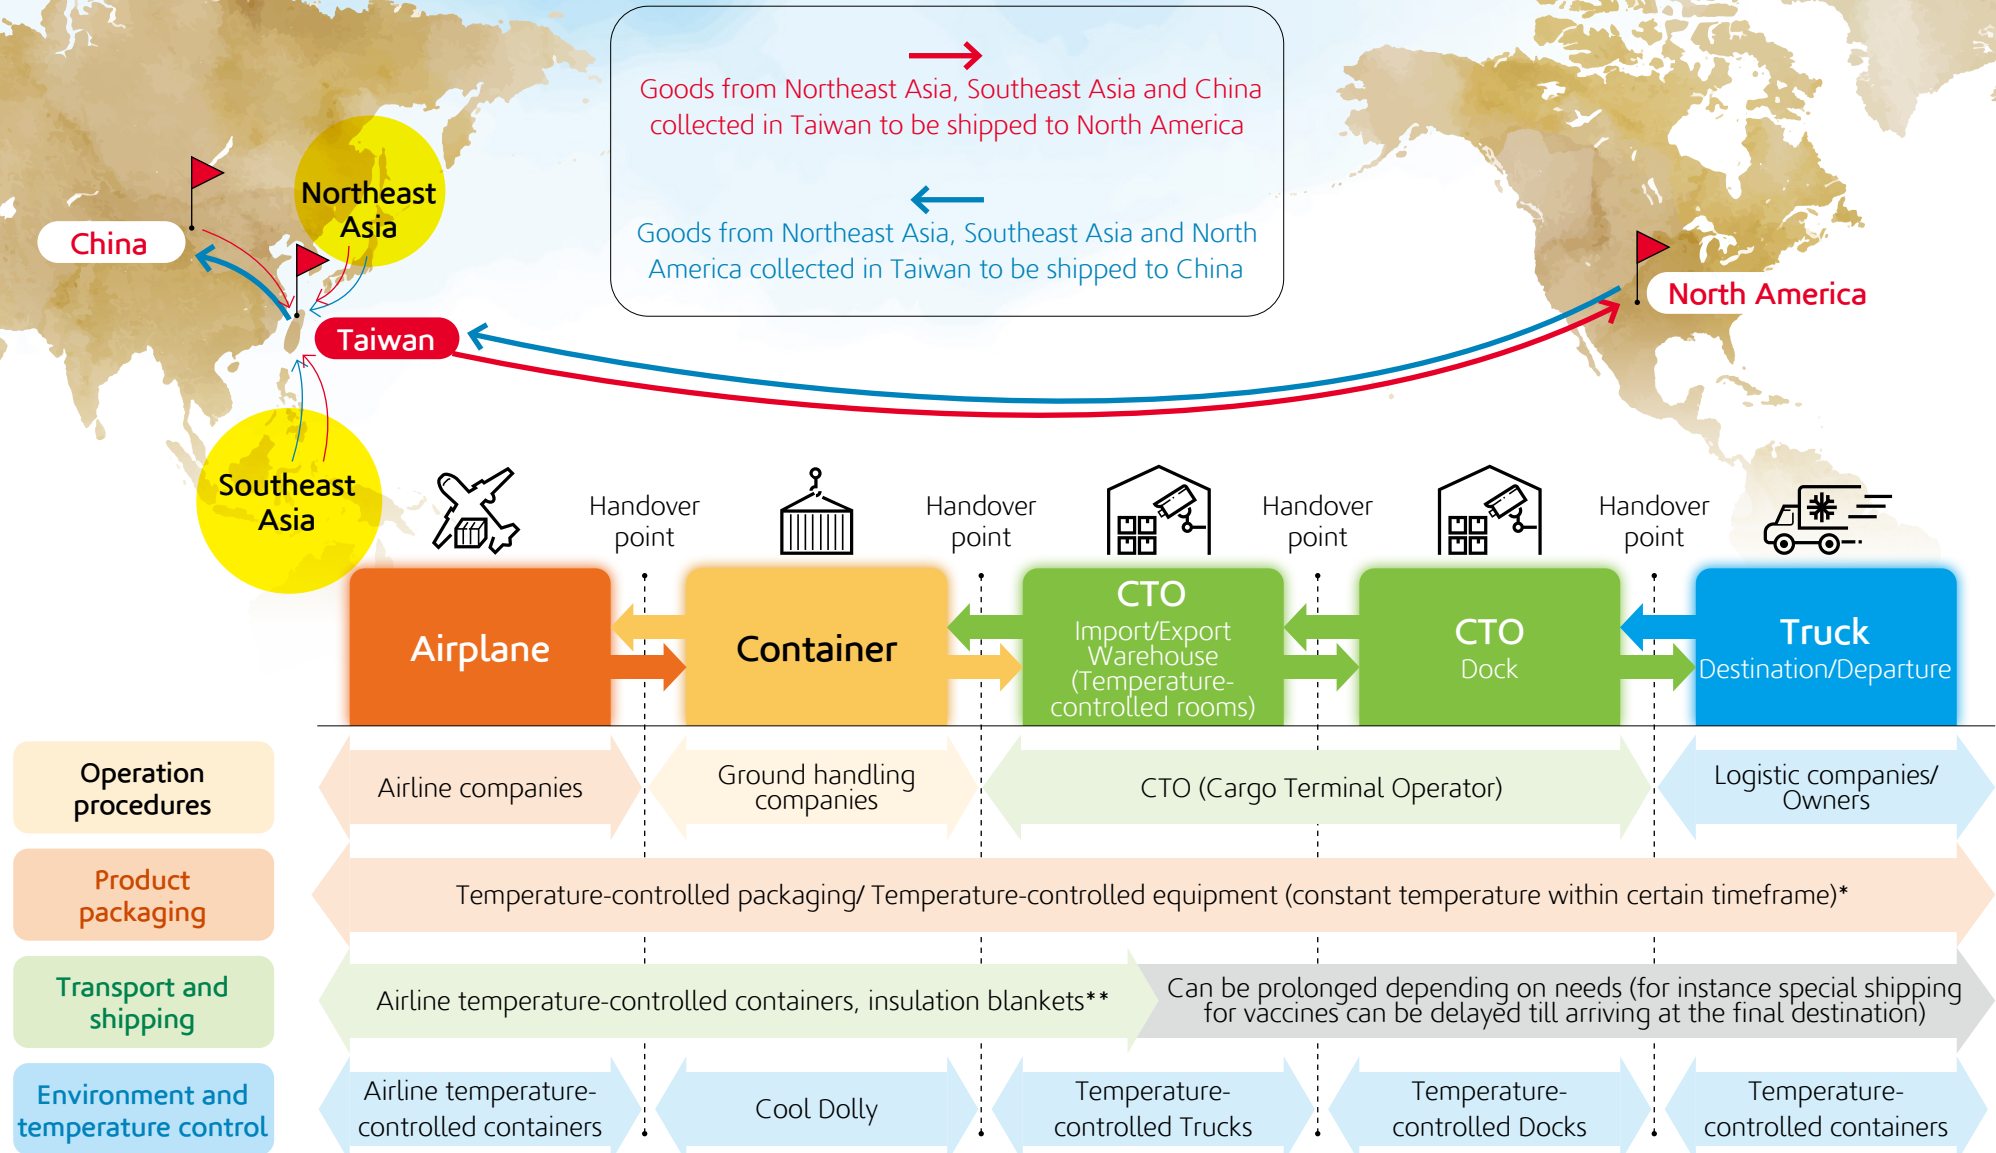 Goods from Northeast Asia, Southeast Asia and China
collected in Taiwan to be shipped to North America
Goods from Northeast Asia, Southeast Asia and North
America collected in Taiwan to be shipped to China
Northeast
Asia
China
Taiwan
North America
Southeast
Asia
Handover
point
Handover
point
Handover
point
Handover
point
Airplane
Container
CTO
Import/Export
Warehouse
(Temperature-
controlled rooms)
CTO
Dock
Truck
Destination/Departure
Operation
procedures
Airline companies
Ground handling
companies
CTO (Cargo Terminal Operator)
Logistic companies/
Owners
Product
packaging
Temperature-controlled packaging/ Temperature-controlled equipment (constant temperature within certain timeframe)*
Transport and
shipping
Airline temperature-controlled containers, insulation blankets**
Can be prolonged depending on needs (for instance special shipping
for vaccines can be delayed till arriving at the final destination)
Environment and
temperature control
Airline temperature-
controlled containers
Cool Dolly
Temperature-
controlled Trucks
Temperature-
controlled Docks
Temperature-
controlled containers